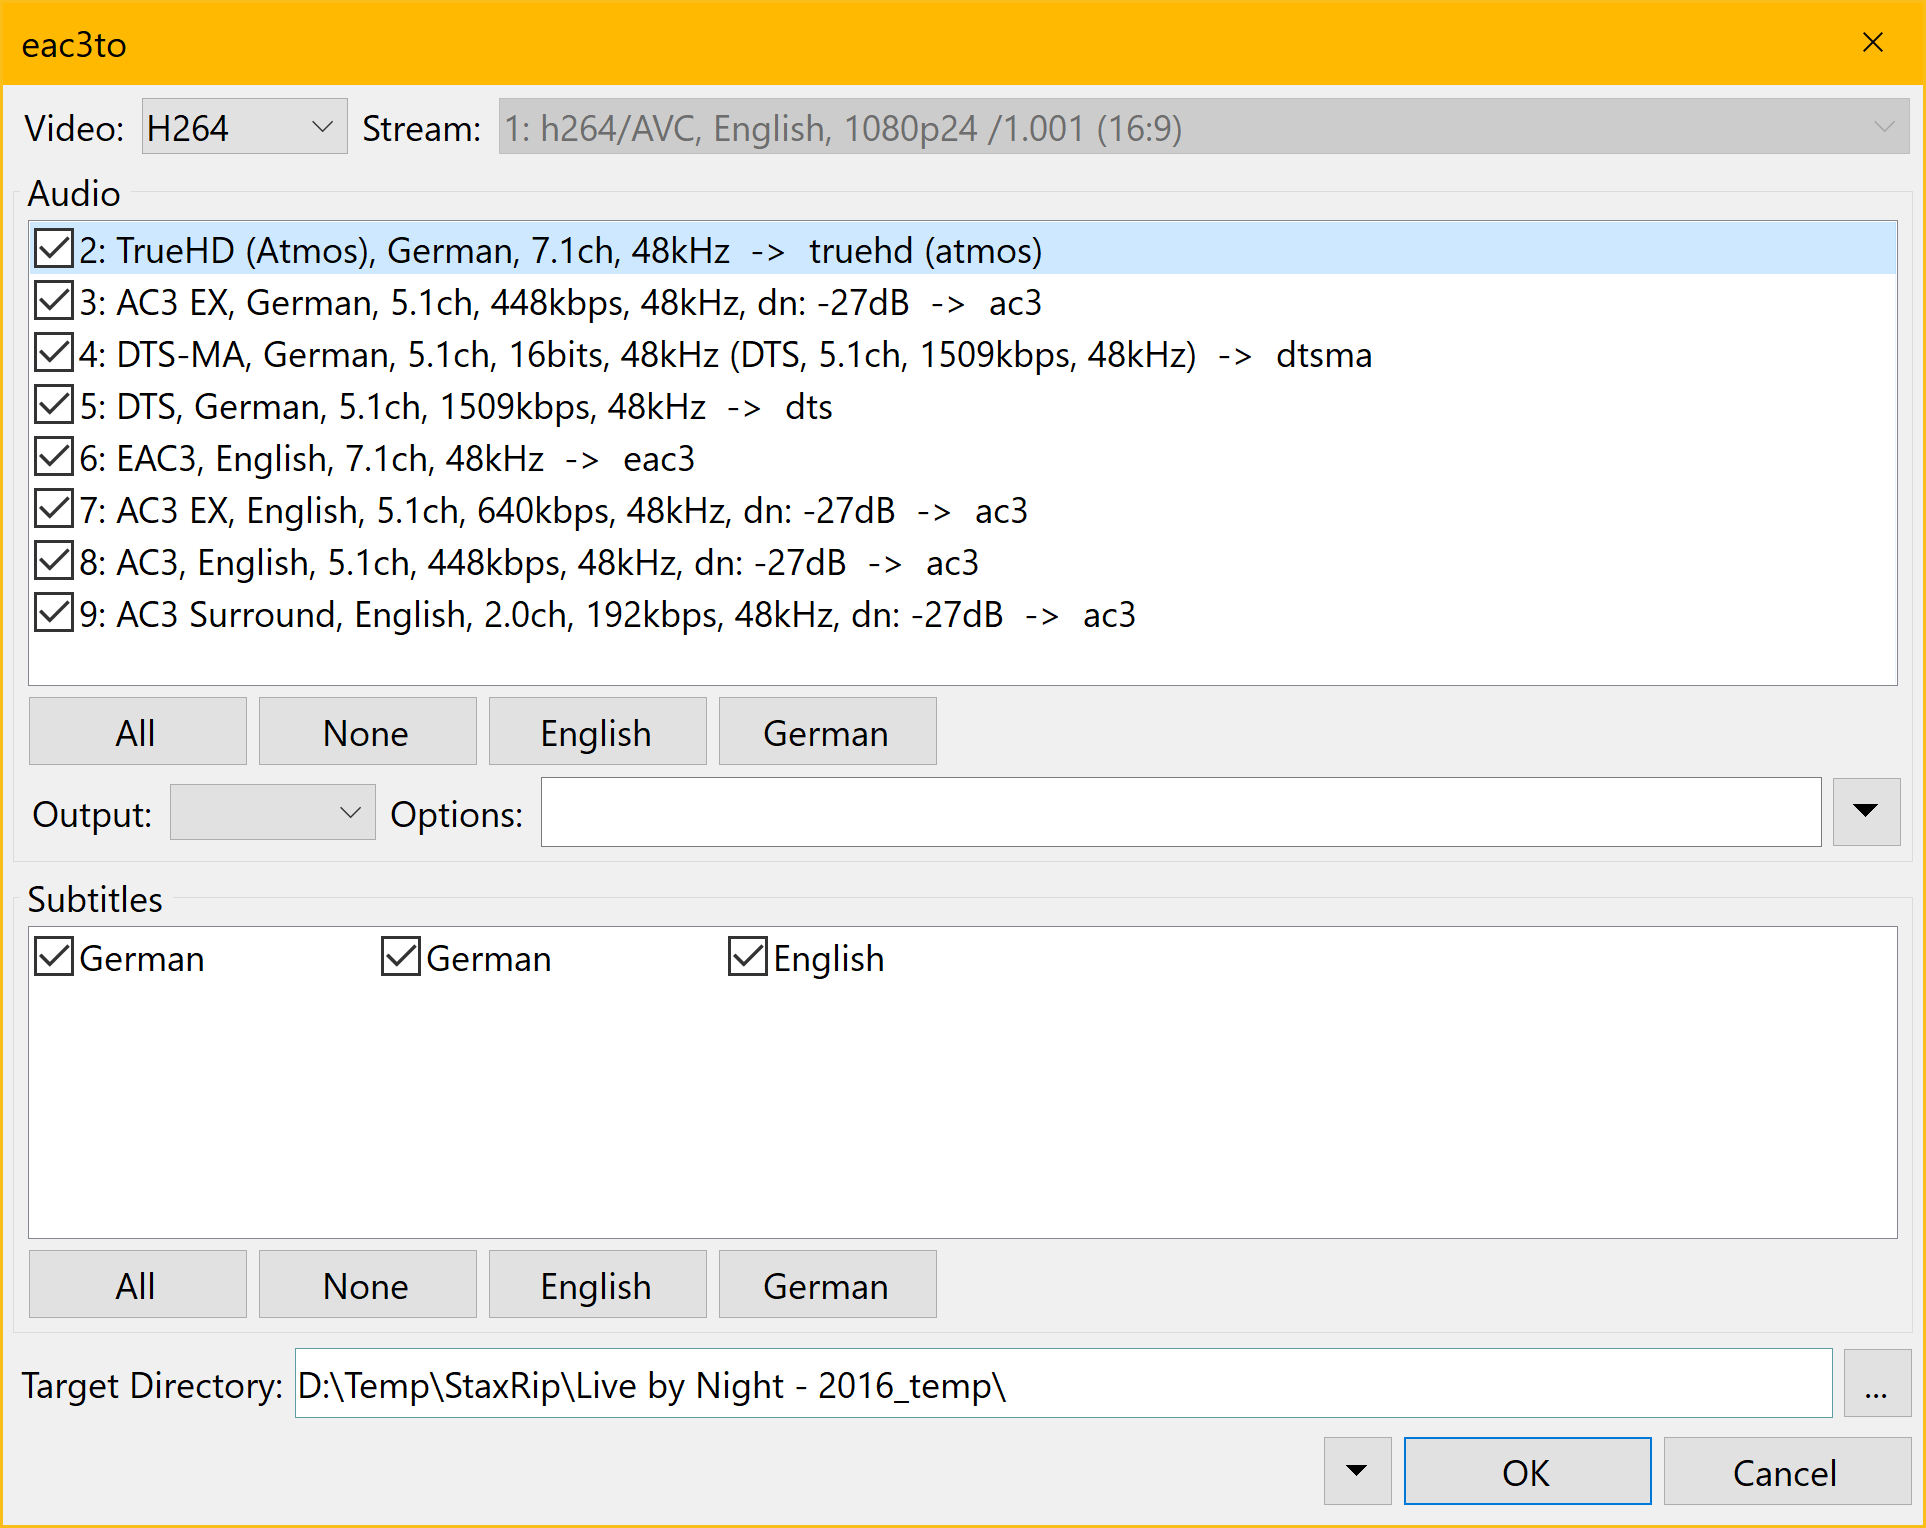 eac3to
Video: H264 Stream: 1: h264/AVC, English, 1080p24 /1.001 (16:9)
Audio
2: TrueHD (Atmos), German, 7.1ch, 48kHz -> truehd (atmos)
3: AC3 EX, German, 5.1ch, 448kbps, 48kHz, dn: -27dB -> ac3
4: DTS-MA, German, 5.1ch, 16bits, 48kHz (DTS, 5.1ch, 1509kbps, 48kHz) -> dtsma
5: DTS, German, 5.1ch, 1509kbps, 48kHz -> dts
6: EAC3, English, 7.1ch, 48kHz -> eac3
7: AC3 EX, English, 5.1ch, 640kbps, 48kHz, dn: -27dB -> ac3
8: AC3, English, 5.1ch, 448kbps, 48kHz, dn: -27dB -> ac3
9: AC3 Surround, English, 2.0ch, 192kbps, 48kHz, dn: -27dB -> ac3
All None English German
Output: Options:
Subtitles
German German English
All None English German
Target Directory: D:\Temp\StaxRip\Live by Night - 2016_temp\ ...
OK Cancel